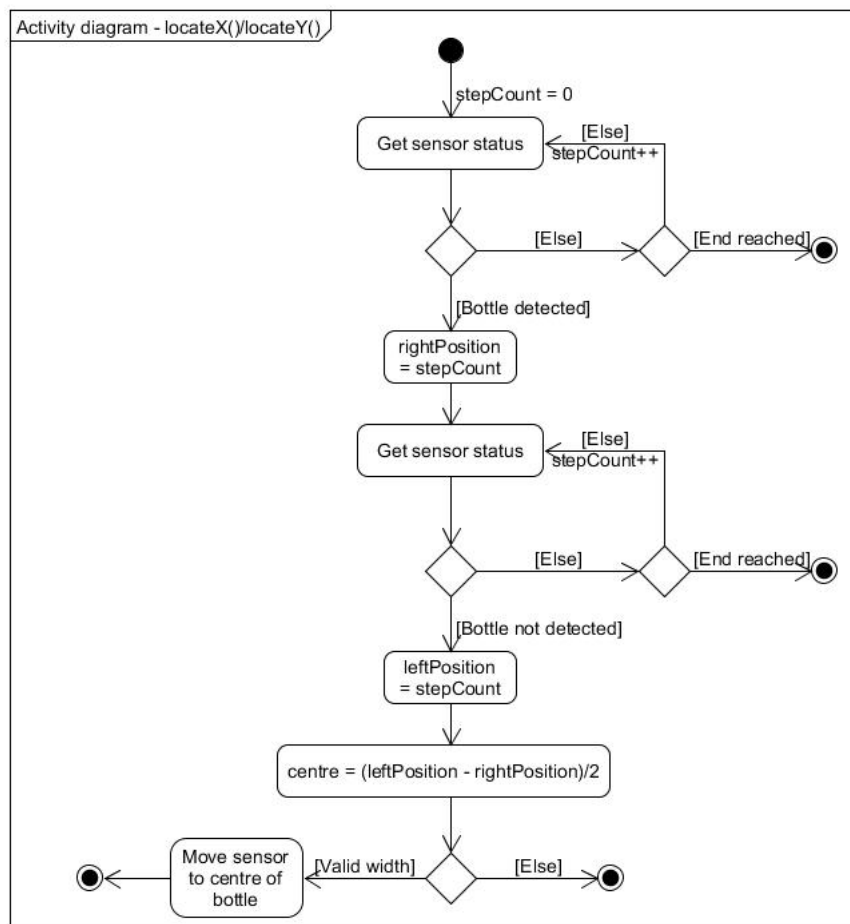 Activity diagram - locateX()/locateY()
stepCount = 0
Get sensor status
[Else]
stepCount++
[Else]
[End reached]
[Bottle detected]
rightPosition
= stepCount
Get sensor status
[Else]
stepCount++
[Else]
[End reached]
[Bottle not detected]
leftPosition
= stepCount
centre = (leftPosition - rightPosition)/2
Move sensor
to centre of
bottle
[Valid width]
[Else]